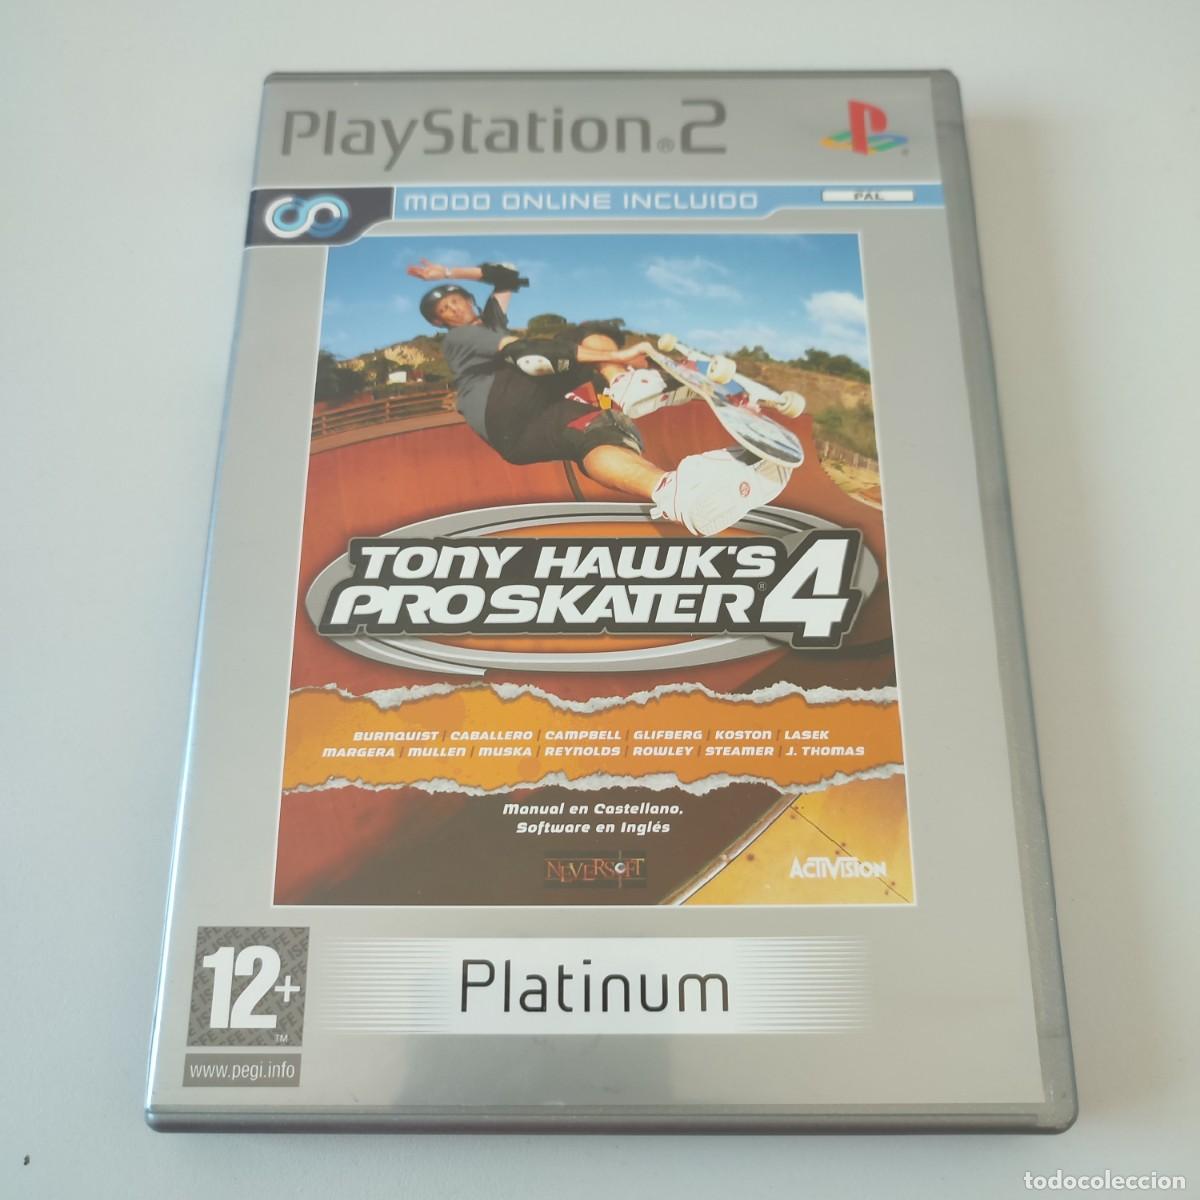 PlayStation®2
MODO ONLINE INCLUIDO
PAL
TONY HAWK'S
PRO SKATER® 4
BURNQUIST | CABALLERO | CAMPBELL | GLIFBERG | KOSTON | LASEK
MARGERA | MULLEN | MUSKA | REYNOLDS | ROWLEY | STEAMER | J. THOMAS
Manual en Castellano.
Software en Inglés
NEVERSOFT
ACTIVISION
12+
TM
www.pegi.info
Platinum
todocoleccion